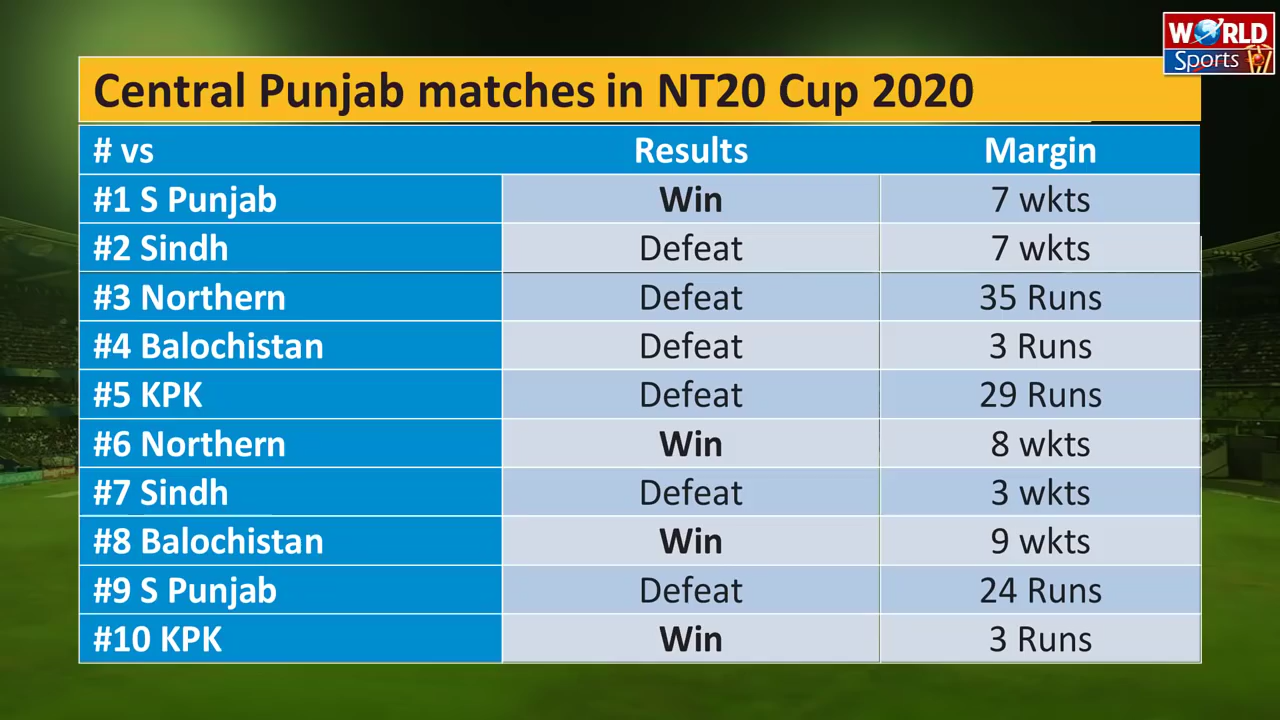 WORLD
Sports
Central Punjab matches in NT20 Cup 2020
# vs Results Margin
#1 S Punjab Win 7 wkts
#2 Sindh Defeat 7 wkts
#3 Northern Defeat 35 Runs
#4 Balochistan Defeat 3 Runs
#5 KPK Defeat 29 Runs
#6 Northern Win 8 wkts
#7 Sindh Defeat 3 wkts
#8 Balochistan Win 9 wkts
#9 S Punjab Defeat 24 Runs
#10 KPK Win 3 Runs